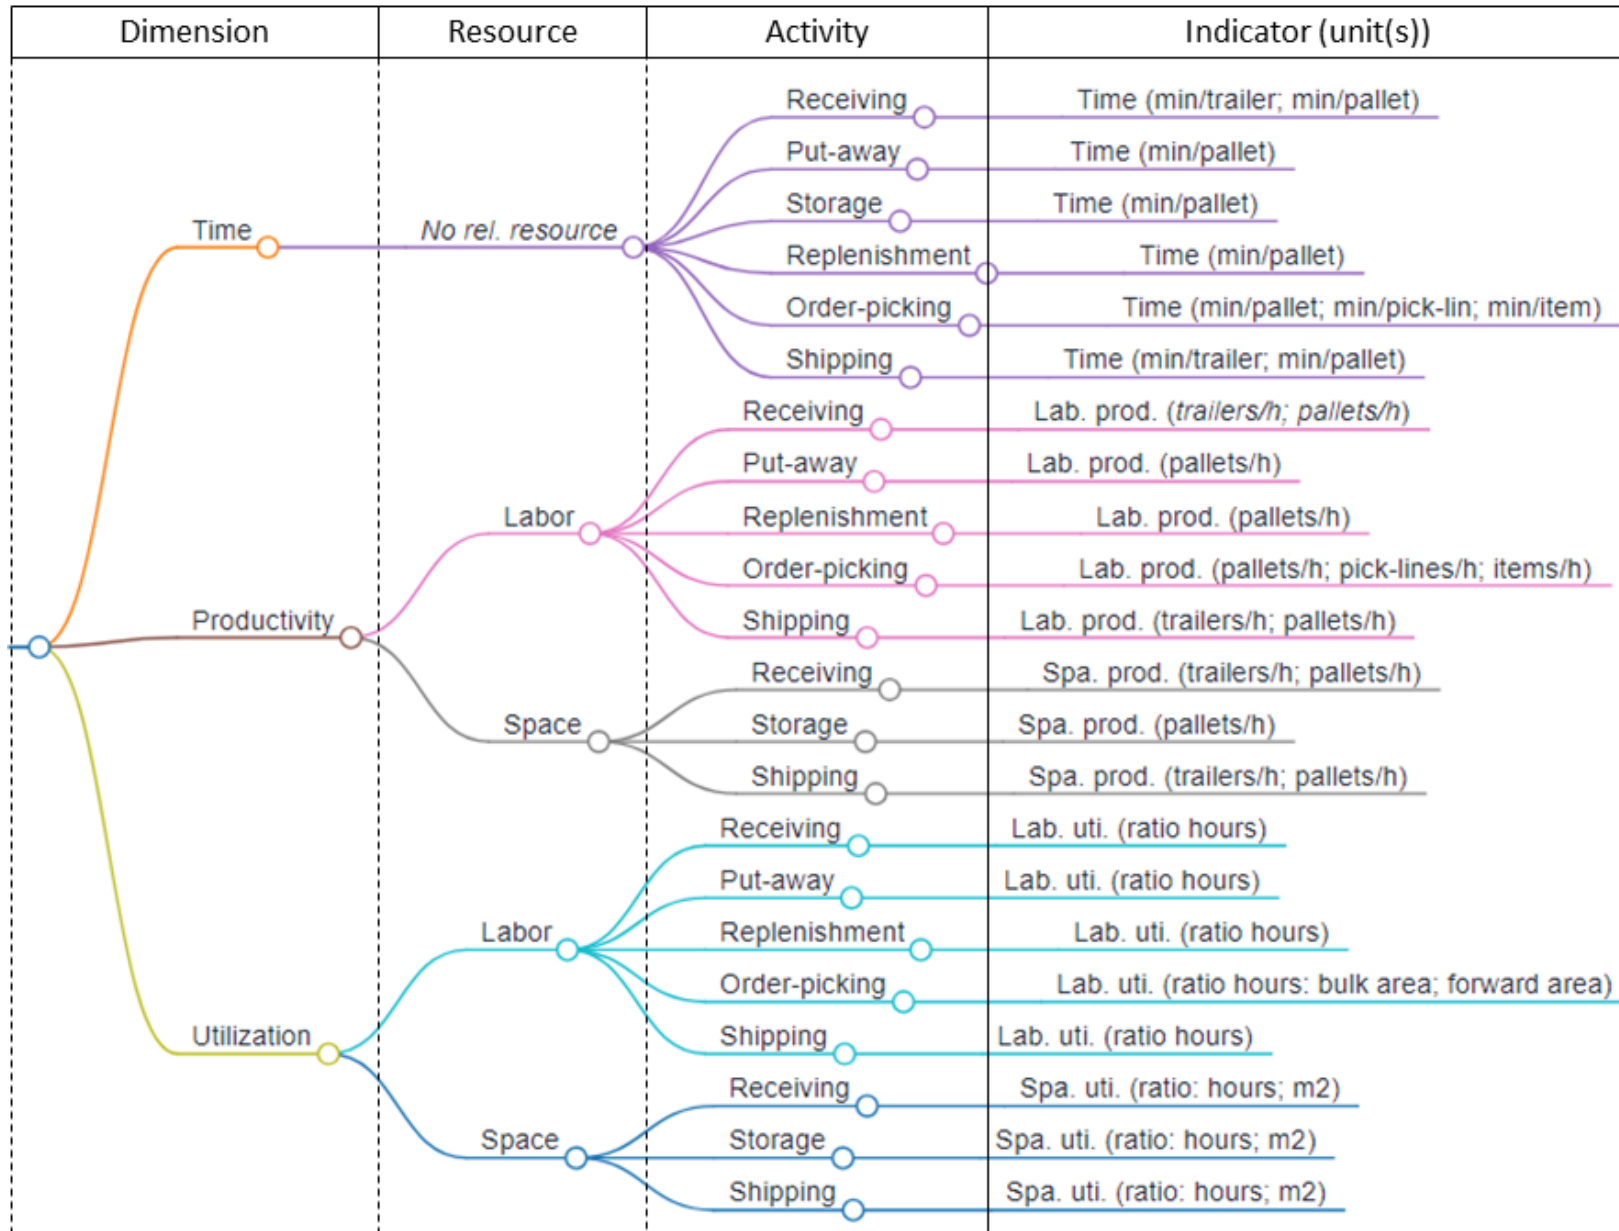 Dimension Resource Activity Indicator (unit(s))
Receiving Time (min/trailer; min/pallet)
Put-away Time (min/pallet)
Storage Time (min/pallet)
Time No rel. resource
Replenishment Time (min/pallet)
Order-picking Time (min/pallet; min/pick-lin; min/item)
Shipping Time (min/trailer; min/pallet)
Receiving Lab. prod. (trailers/h; pallets/h)
Put-away Lab. prod. (pallets/h)
Labor Replenishment Lab. prod. (pallets/h)
Order-picking Lab. prod. (pallets/h; pick-lines/h; items/h)
Productivity Shipping Lab. prod. (trailers/h; pallets/h)
Receiving Spa. prod. (trailers/h; pallets/h)
Space Storage Spa. prod. (pallets/h)
Shipping Spa. prod. (trailers/h; pallets/h)
Receiving Lab. uti. (ratio hours)
Put-away Lab. uti. (ratio hours)
Labor Replenishment Lab. uti. (ratio hours)
Order-picking Lab. uti. (ratio hours: bulk area; forward area)
Utilization Shipping Lab. uti. (ratio hours)
Receiving Spa. uti. (ratio: hours; m2)
Space Storage Spa. uti. (ratio: hours; m2)
Shipping Spa. uti. (ratio: hours; m2)